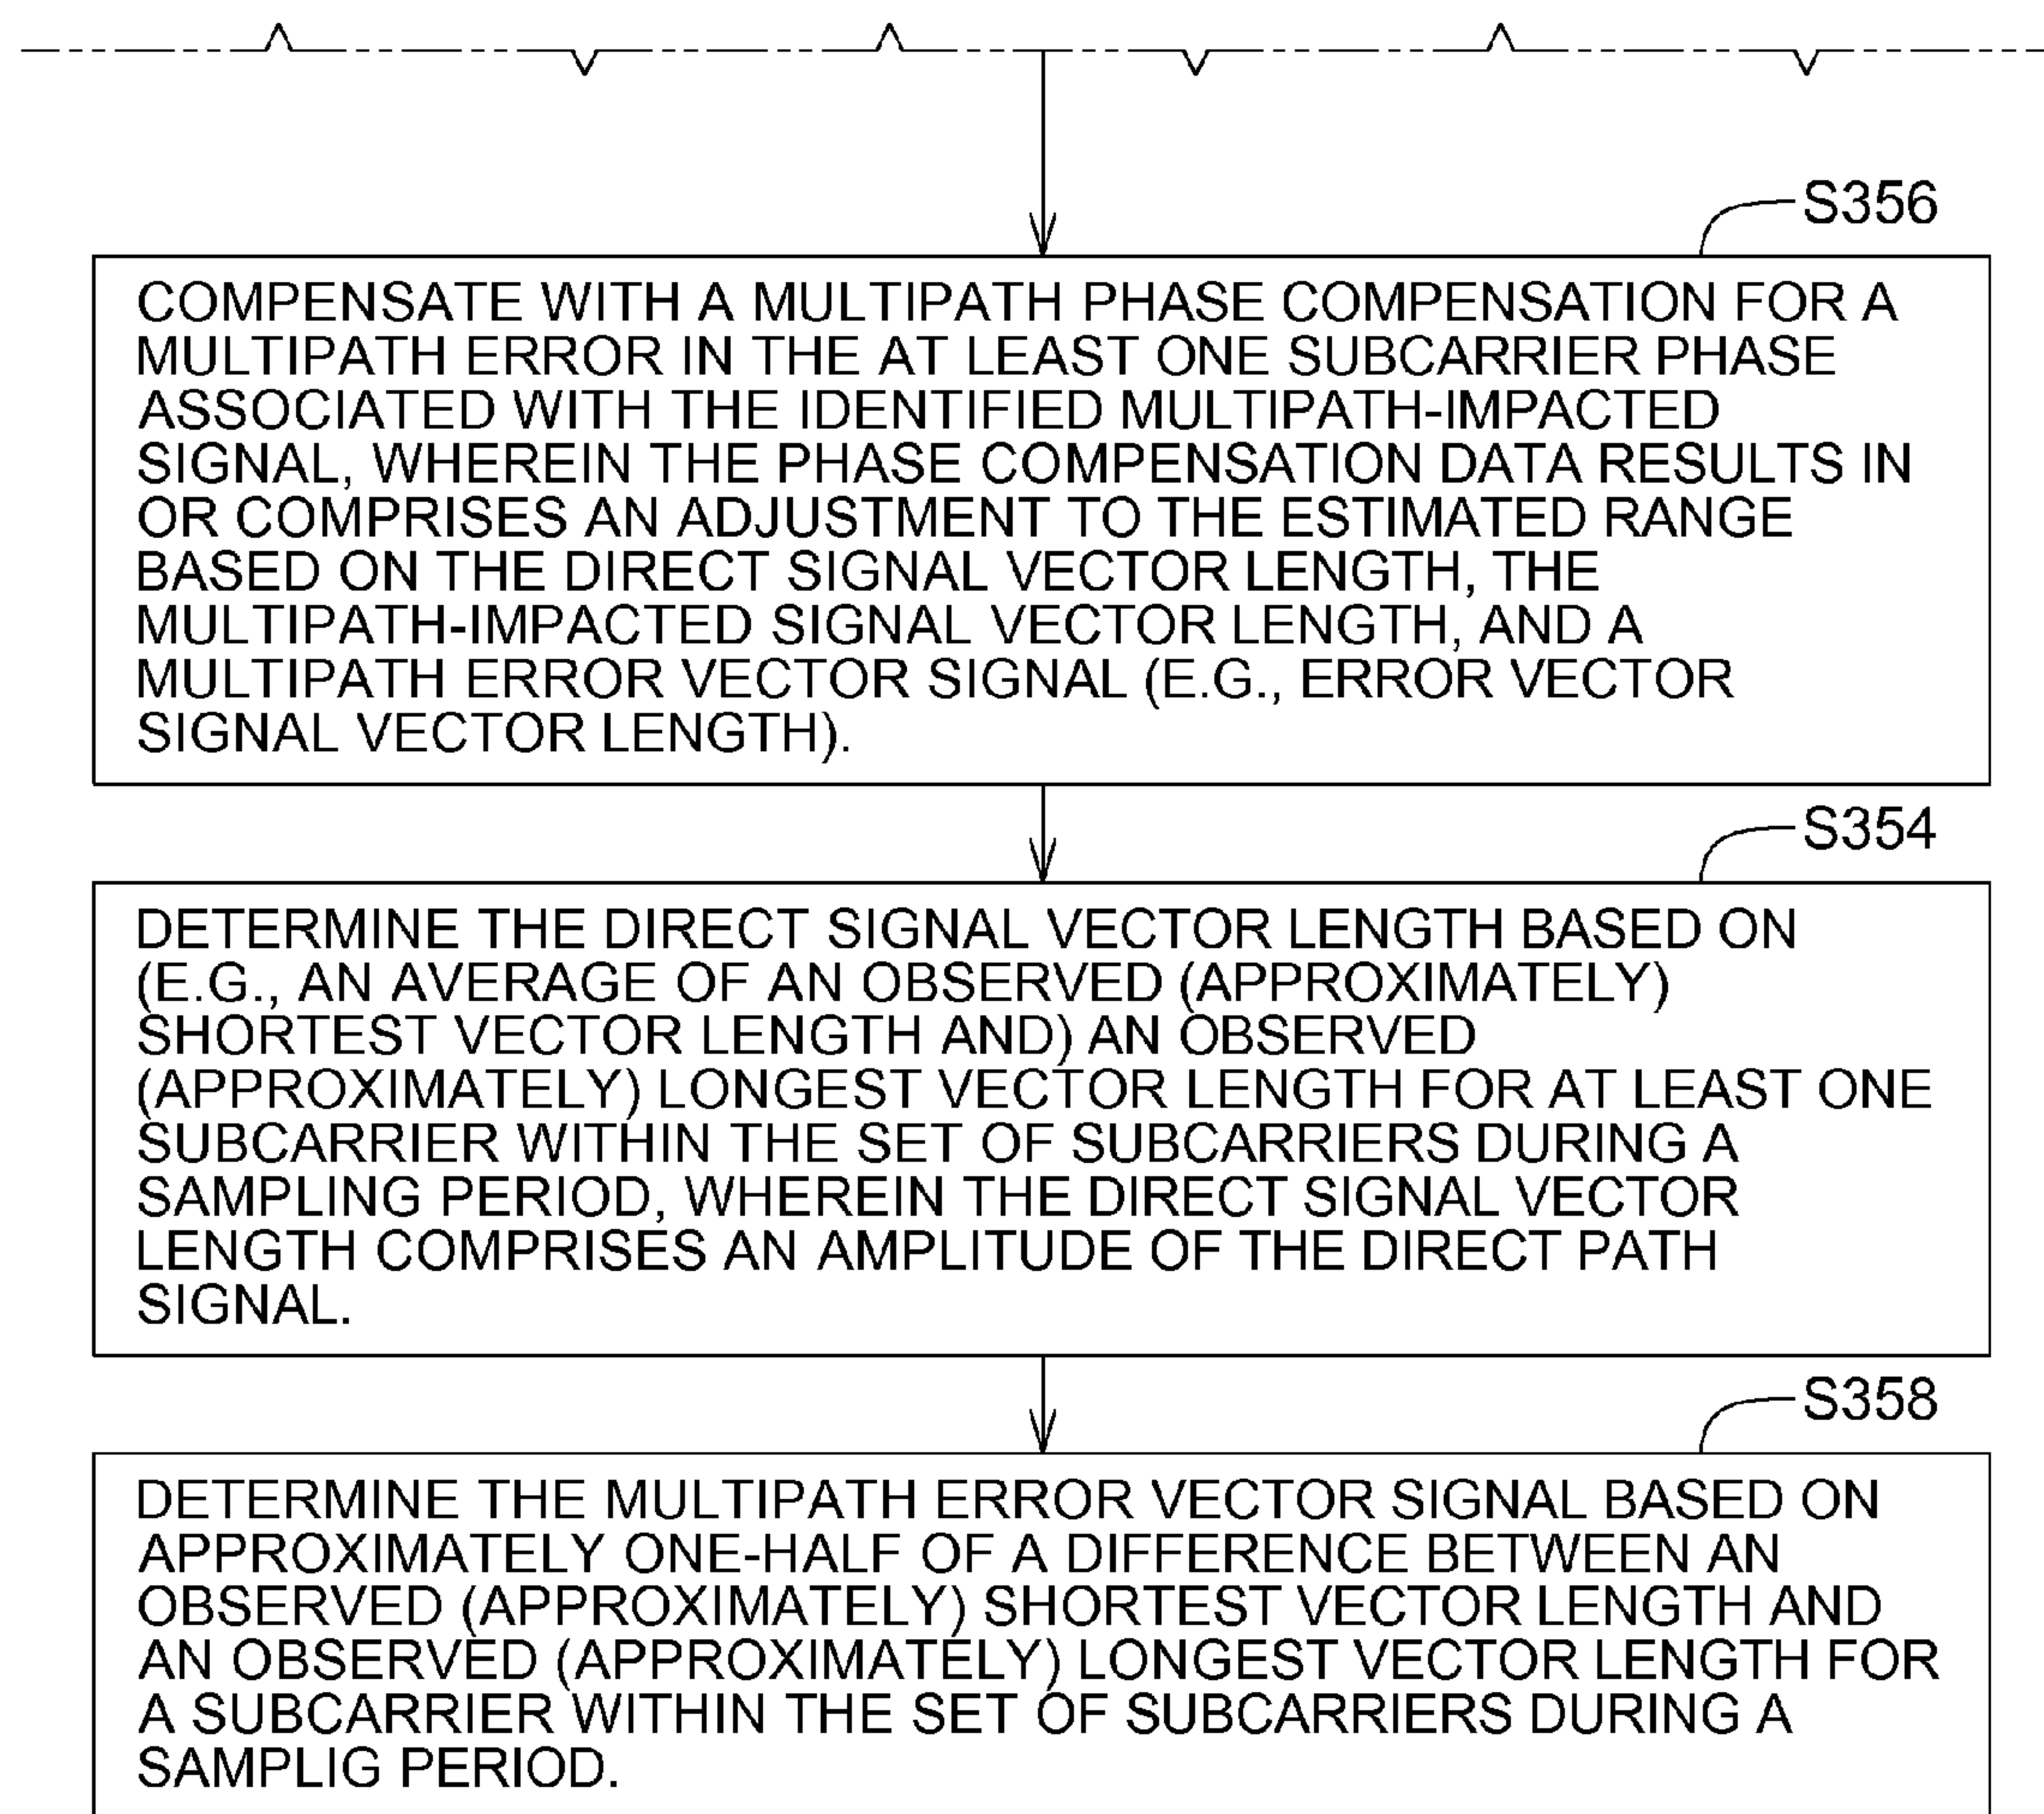 S356
COMPENSATE WITH A MULTIPATH PHASE COMPENSATION FOR A
MULTIPATH ERROR IN THE AT LEAST ONE SUBCARRIER PHASE
ASSOCIATED WITH THE IDENTIFIED MULTIPATH-IMPACTED
SIGNAL, WHEREIN THE PHASE COMPENSATION DATA RESULTS IN
OR COMPRISES AN ADJUSTMENT TO THE ESTIMATED RANGE
BASED ON THE DIRECT SIGNAL VECTOR LENGTH, THE
MULTIPATH-IMPACTED SIGNAL VECTOR LENGTH, AND A
MULTIPATH ERROR VECTOR SIGNAL (E.G., ERROR VECTOR
SIGNAL VECTOR LENGTH).
S354
DETERMINE THE DIRECT SIGNAL VECTOR LENGTH BASED ON
(E.G., AN AVERAGE OF AN OBSERVED (APPROXIMATELY)
SHORTEST VECTOR LENGTH AND) AN OBSERVED
(APPROXIMATELY) LONGEST VECTOR LENGTH FOR AT LEAST ONE
SUBCARRIER WITHIN THE SET OF SUBCARRIERS DURING A
SAMPLING PERIOD, WHEREIN THE DIRECT SIGNAL VECTOR
LENGTH COMPRISES AN AMPLITUDE OF THE DIRECT PATH
SIGNAL.
S358
DETERMINE THE MULTIPATH ERROR VECTOR SIGNAL BASED ON
APPROXIMATELY ONE-HALF OF A DIFFERENCE BETWEEN AN
OBSERVED (APPROXIMATELY) SHORTEST VECTOR LENGTH AND
AN OBSERVED (APPROXIMATELY) LONGEST VECTOR LENGTH FOR
A SUBCARRIER WITHIN THE SET OF SUBCARRIERS DURING A
SAMPLIG PERIOD.